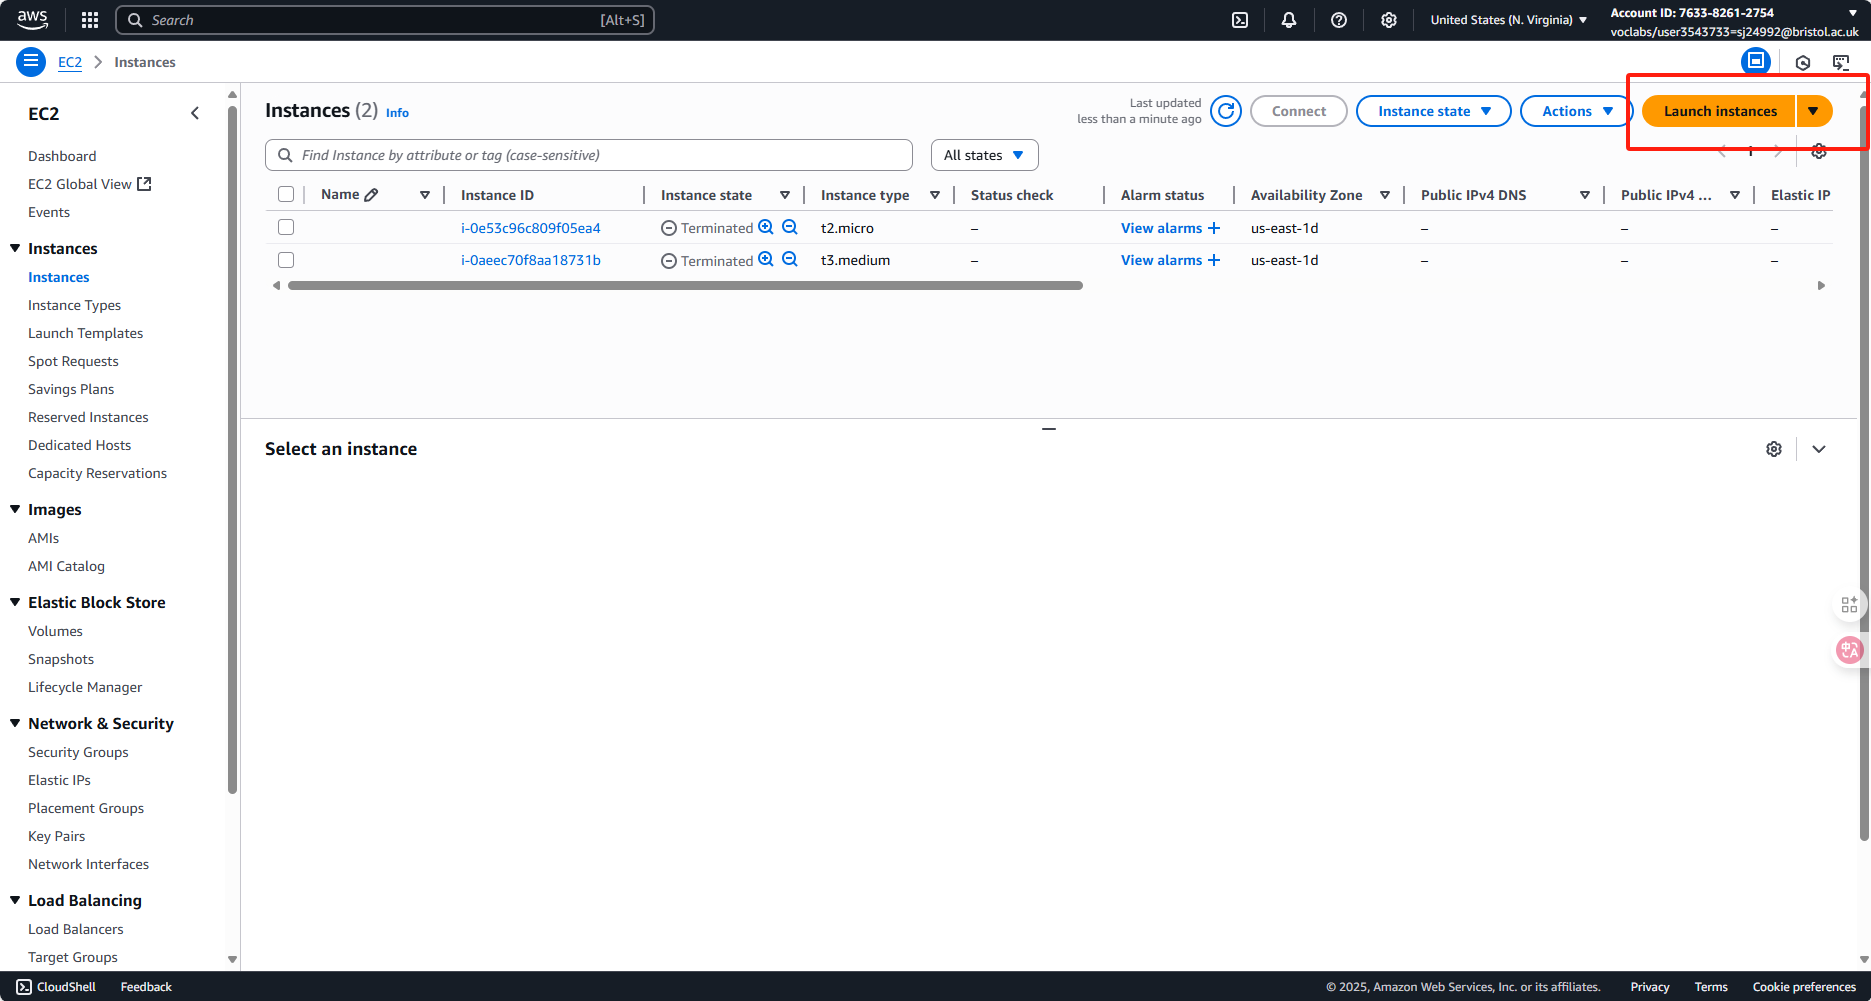 aws
Search [Alt+S]
United States (N. Virginia)
Account ID: 7633-8261-2754
voclabs/user3543733=sj24992@bristol.ac.uk
EC2 Instances
EC2
Dashboard
EC2 Global View
Events
Instances
Instances
Instance Types
Launch Templates
Spot Requests
Savings Plans
Reserved Instances
Dedicated Hosts
Capacity Reservations
Images
AMIs
AMI Catalog
Elastic Block Store
Volumes
Snapshots
Lifecycle Manager
Network & Security
Security Groups
Elastic IPs
Placement Groups
Key Pairs
Network Interfaces
Load Balancing
Load Balancers
Target Groups
Instances (2) Info
Last updated
less than a minute ago
Connect
Instance state
Actions
Launch instances
Find Instance by attribute or tag (case-sensitive)
All states
1
Name Instance ID Instance state Instance type Status check Alarm status Availability Zone Public IPv4 DNS Public IPv4 ... Elastic IP
i-0e53c96c809f05ea4 Terminated t2.micro – View alarms + us-east-1d – – –
i-0aeec70f8aa18731b Terminated t3.medium – View alarms + us-east-1d – – –
Select an instance
中A
CloudShell Feedback
© 2025, Amazon Web Services, Inc. or its affiliates. Privacy Terms Cookie preferences